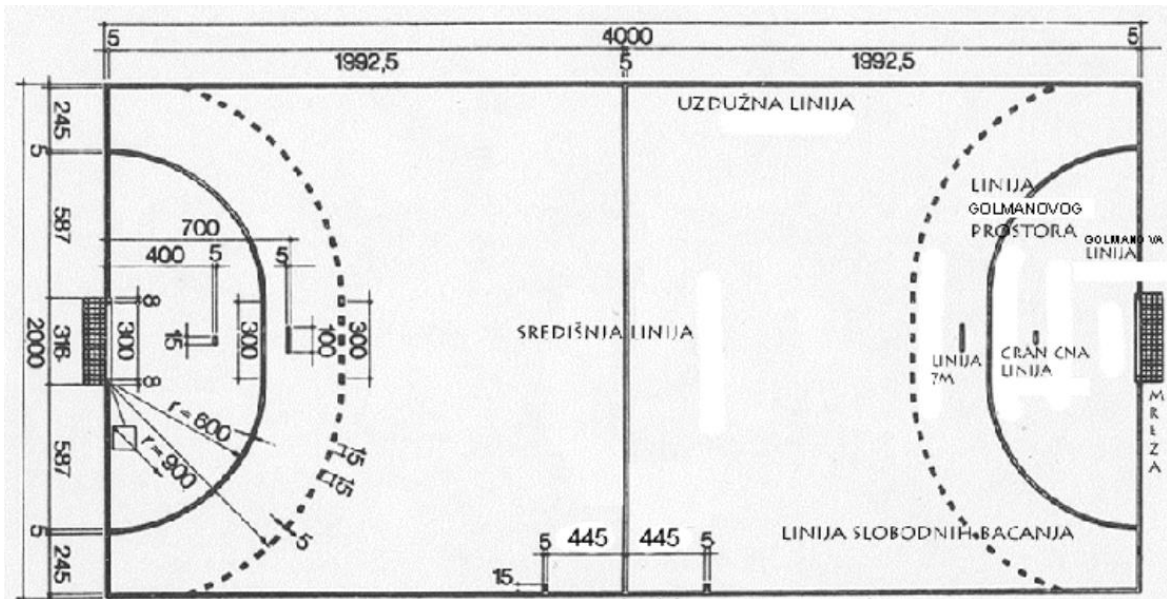 5 4000 5
1992,5 5 1992,5
UZDUŽNA LINIJA
245
5
587
316
587
5
245
2000
700
400 5 5
8
300
8
15
300
100
300
r=600
r=900
15
15
5
SREDIŠNJA LINIJA
LINIJA
GOLMANOVOG
PROSTORA
GOLMANOVA
LINIJA
LINIJA
7M
LINIJA
MREZA
LINIJA SLOBODNIH BACANJA
5 445 445 5
15